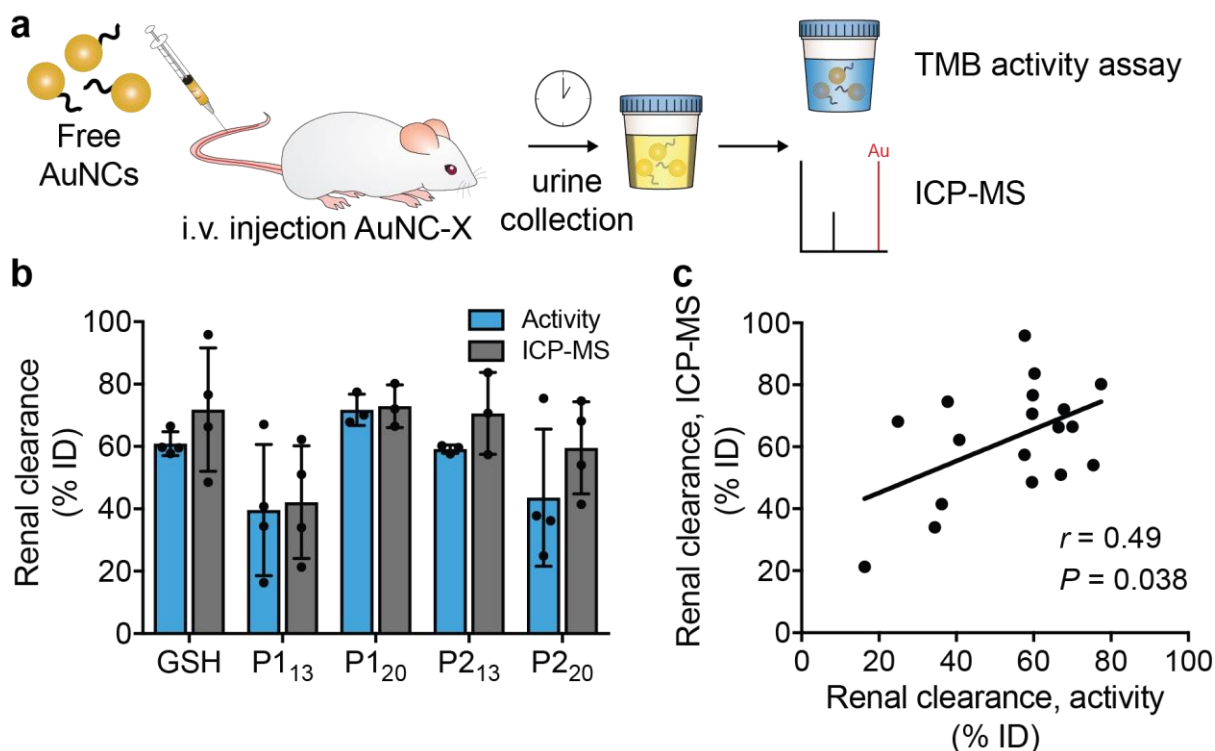 a
Free
AuNCs
i.v. injection AuNC-X
urine
collection
TMB activity assay
Au
ICP-MS
b
Renal clearance
(% ID)
100
80
60
40
20
0
Activity
ICP-MS
GSH P1₁₃ P1₂₀ P2₁₃ P2₂₀
c
Renal clearance, ICP-MS
(% ID)
100
80
60
40
20
0
r = 0.49
P = 0.038
0 20 40 60 80 100
Renal clearance, activity
(% ID)